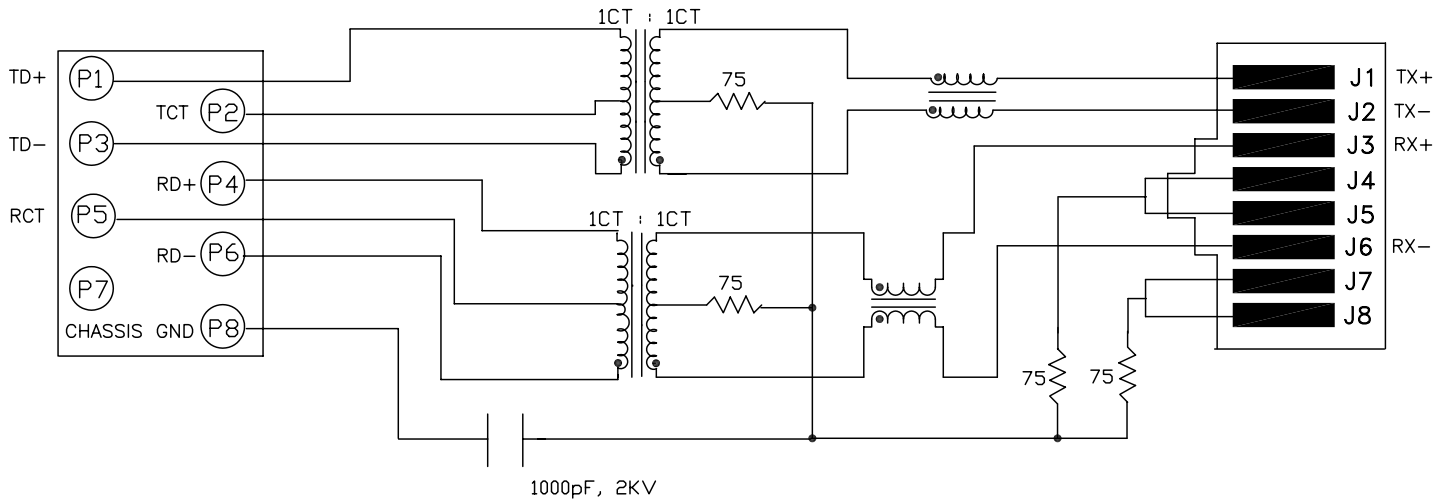 1CT : 1CT
TD+ P1
TCT P2
TD- P3
RD+ P4
RCT P5
RD- P6
P7
CHASSIS GND P8
75
1CT : 1CT
75
1000pF, 2KV
75
75
J1 TX+
J2 TX-
J3 RX+
J4
J5
J6 RX-
J7
J8